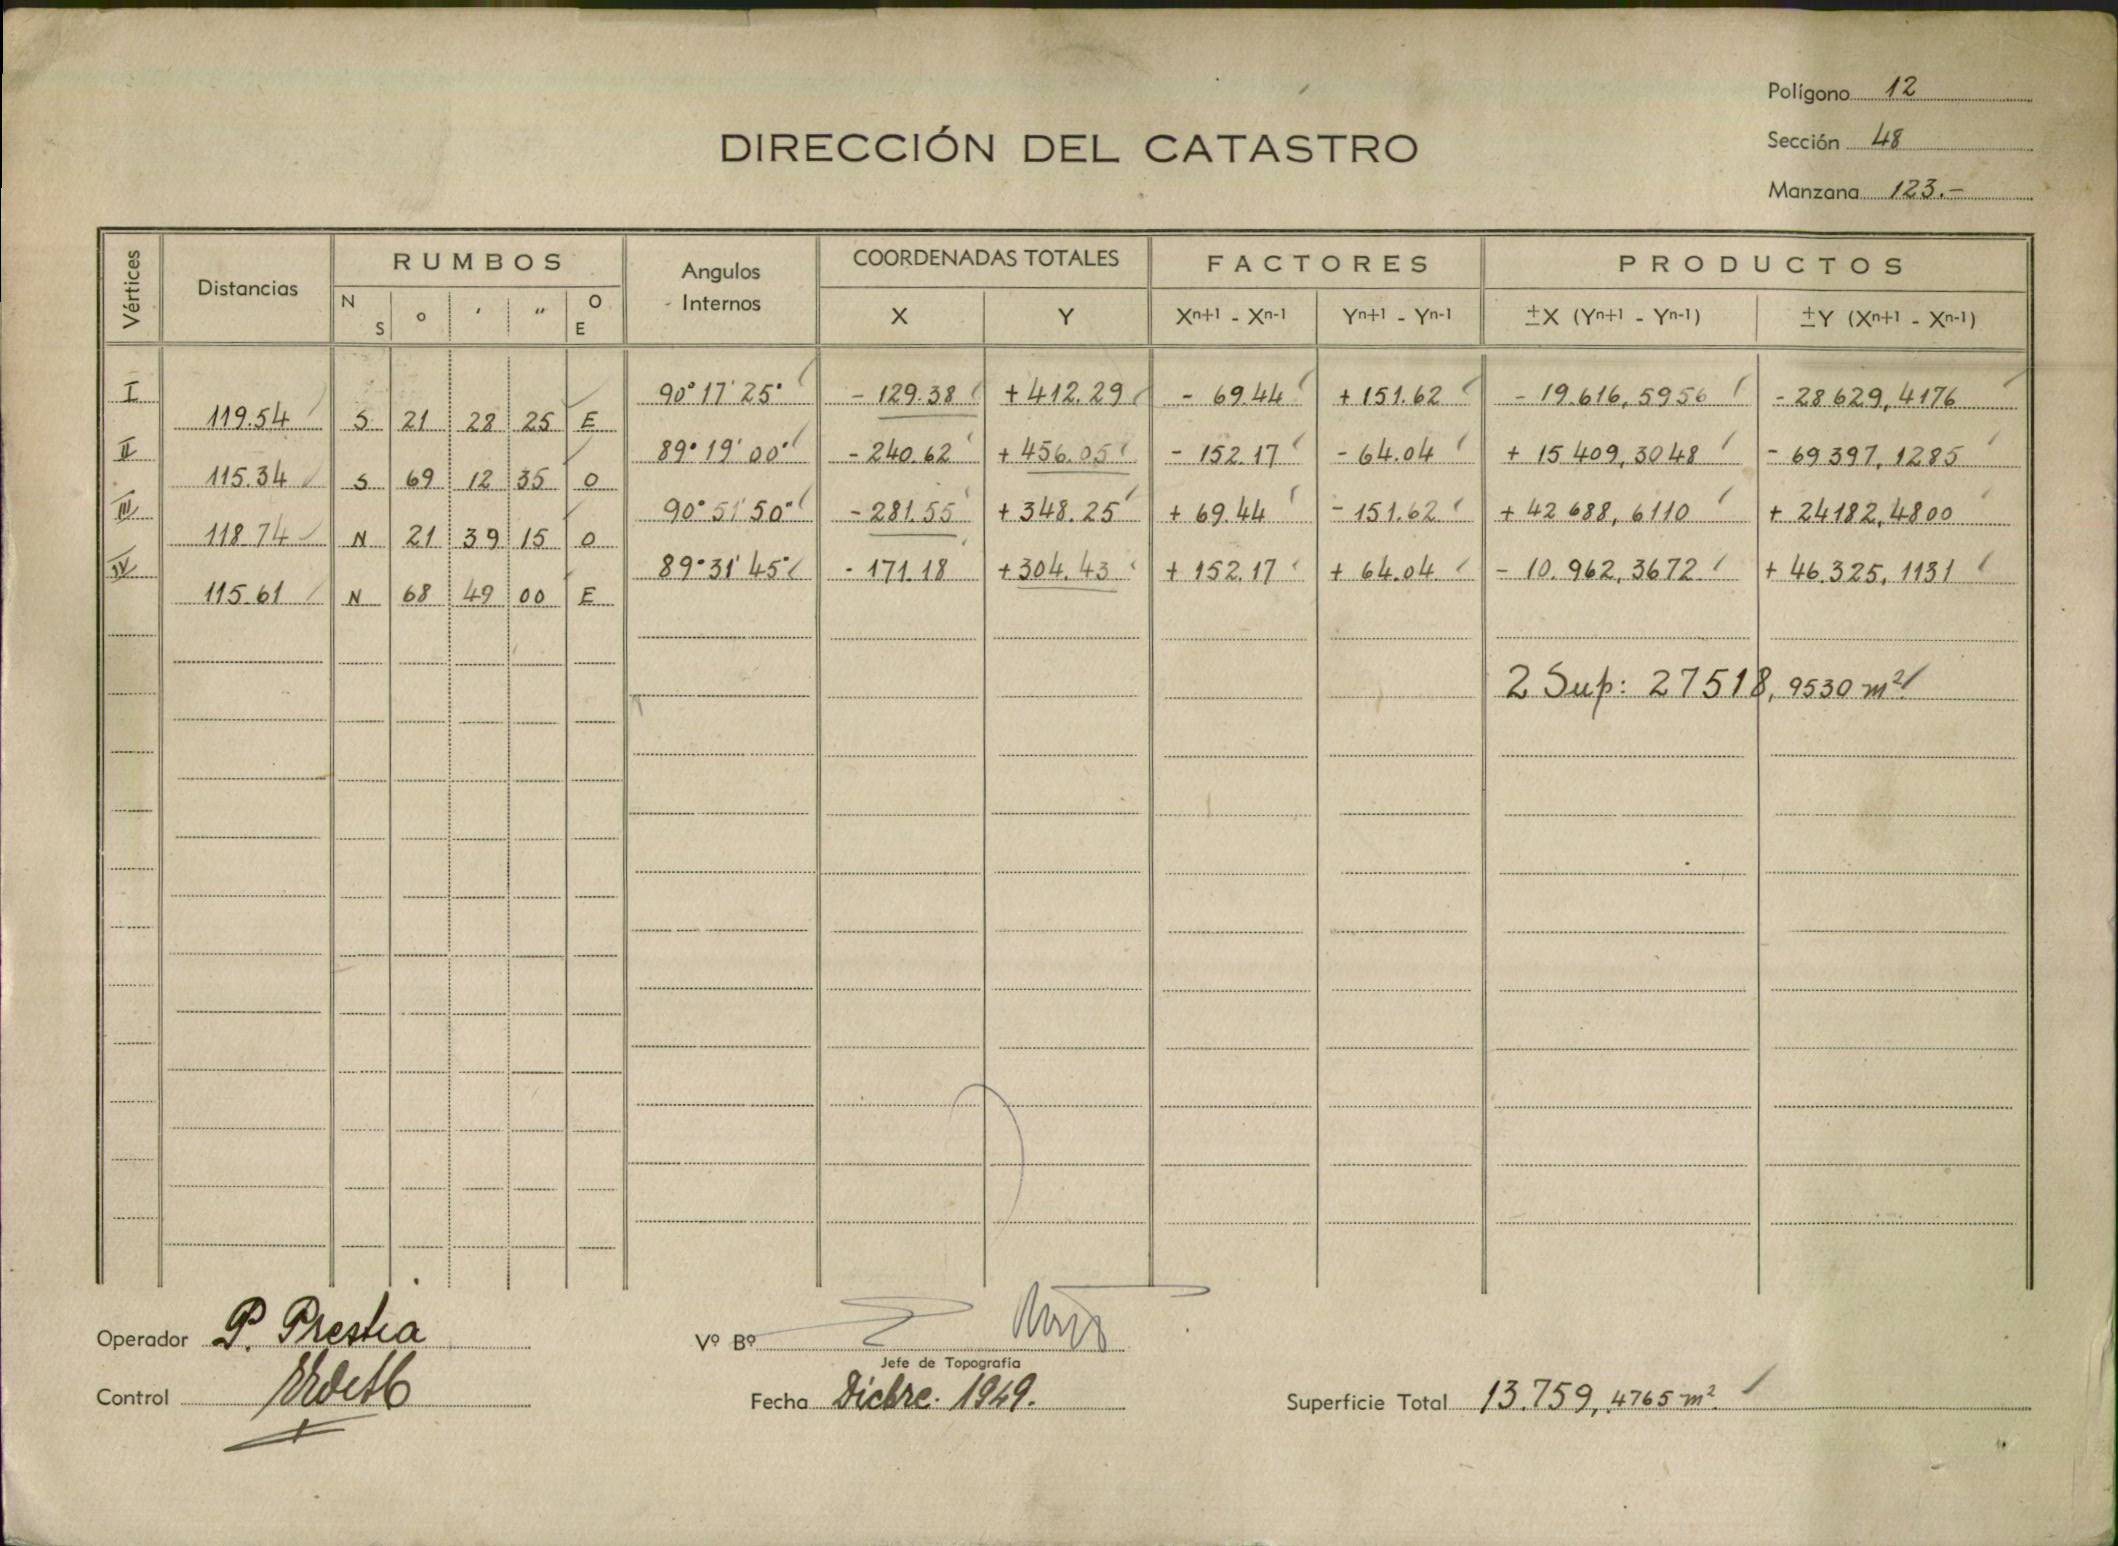 Polígono 12
DIRECCIÓN DEL CATASTRO
Sección 48
Manzana 123.-
Vértices Distancias RUMBOS Angulos Internos COORDENADAS TOTALES FACTORES PRODUCTOS
N S ° ' " O E X Y Xn+1 - Xn-1 Yn+1 - Yn-1 ±X (Yn+1 - Yn-1) ±Y (Xn+1 - Xn-1)
I 90° 17' 25" - 129.38 + 412.29 - 69.44 + 151.62 - 19.616,5956 - 28 629,4176
119.54 S 21 28 25 E
II 89° 19' 00" - 240.62 + 456.05 - 152.17 - 64.04 + 15 409,3048 - 69 397,1285
115.34 S 69 12 35 O
III 90° 51' 50" - 281.55 + 348.25 + 69.44 - 151.62 + 42 688,6110 + 24182,4800
118.74 N 21 39 15 O
IV 89° 31' 45" - 171.18 + 304.43 + 152.17 + 64.04 - 10.962,3672 + 46.325,1131
115.61 N 68 49 00 E
2 Sup: 27518,9530 m²
Operador P. Prestia
Vº Bº
Jefe de Topografía
Control
Fecha Dicbre. 1949.
Superficie Total 13.759,4765 m²